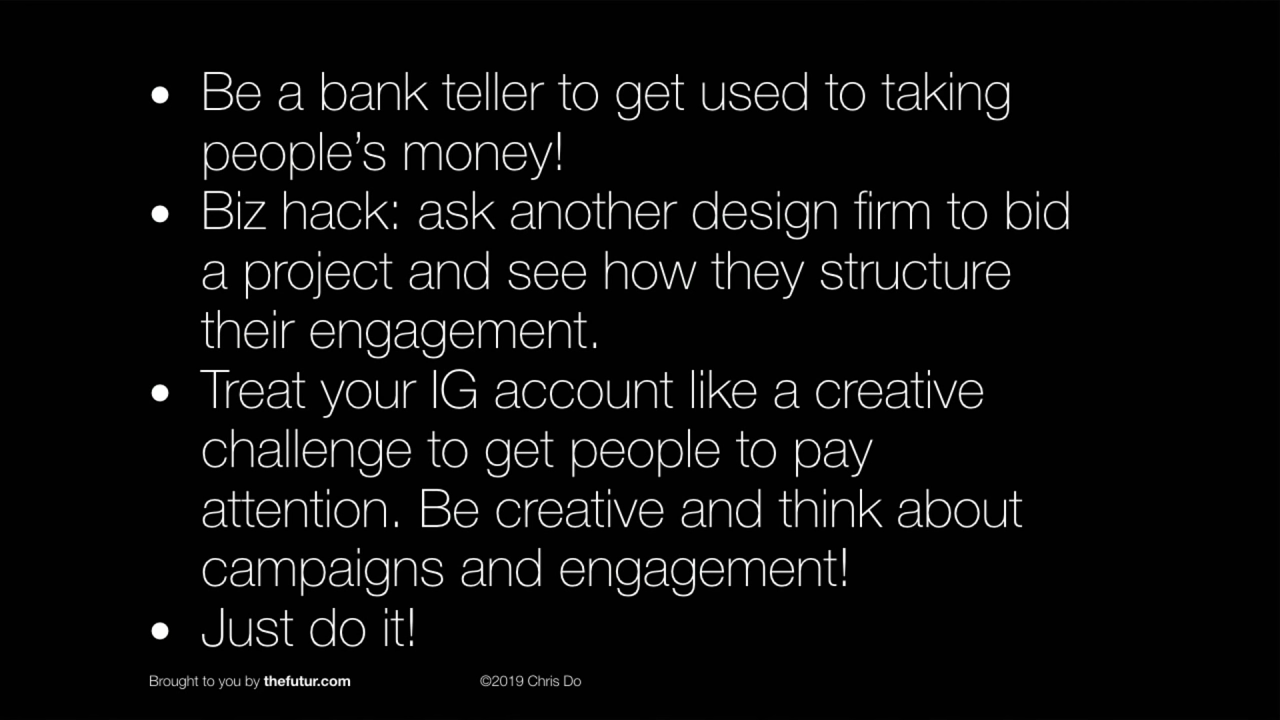 • Be a bank teller to get used to taking
people’s money!
• Biz hack: ask another design firm to bid
a project and see how they structure
their engagement.
• Treat your IG account like a creative
challenge to get people to pay
attention. Be creative and think about
campaigns and engagement!
• Just do it!
Brought to you by thefutur.com ©2019 Chris Do